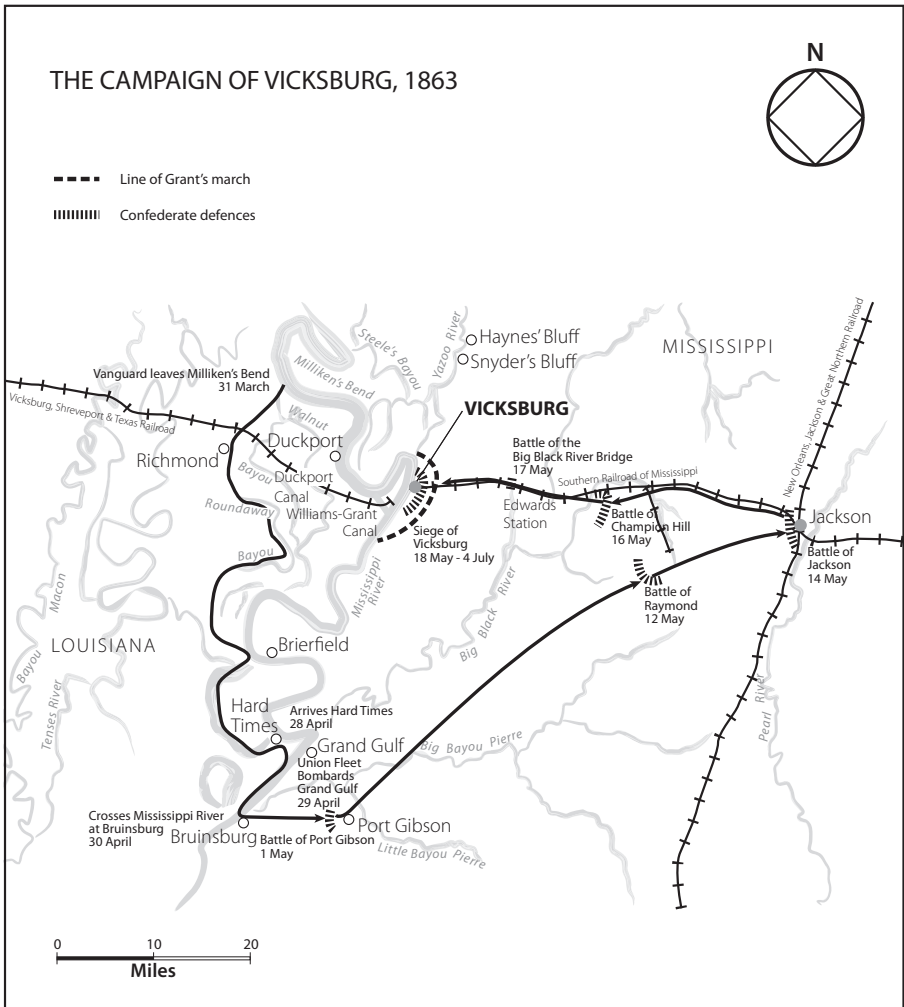 N
THE CAMPAIGN OF VICKSBURG, 1863
Line of Grant's march
Confederate defences
Haynes' Bluff
Snyder's Bluff
Yazoo River
Steele's Bayou
MISSISSIPPI
New Orleans, Jackson & Great Northern Railroad
Vanguard leaves Milliken's Bend
31 March
Milliken's Bend
Vicksburg, Shreveport & Texas Railroad
Walnut
Bayou
VICKSBURG
Richmond
Duckport
Duckport
Canal
Williams-Grant
Canal
Roundaway
Bayou
Battle of the
Big Black River Bridge
17 May
Southern Railroad of Mississippi
Edwards
Station
Battle of
Champion Hill
16 May
Jackson
Battle of
Jackson
14 May
Siege of
Vicksburg
18 May - 4 July
Mississippi
River
Battle of
Raymond
12 May
Big Black River
Bayou Macon
LOUISIANA
Tenses River
Brierfield
Pearl River
Hard
Times
Arrives Hard Times
28 April
Grand Gulf
Union Fleet
Bombards
Grand Gulf
29 April
Big Bayou Pierre
Crosses Mississippi River
at Bruinsburg
30 April
Bruinsburg
Battle of Port Gibson
1 May
Port Gibson
Little Bayou Pierre
0 10 20
Miles